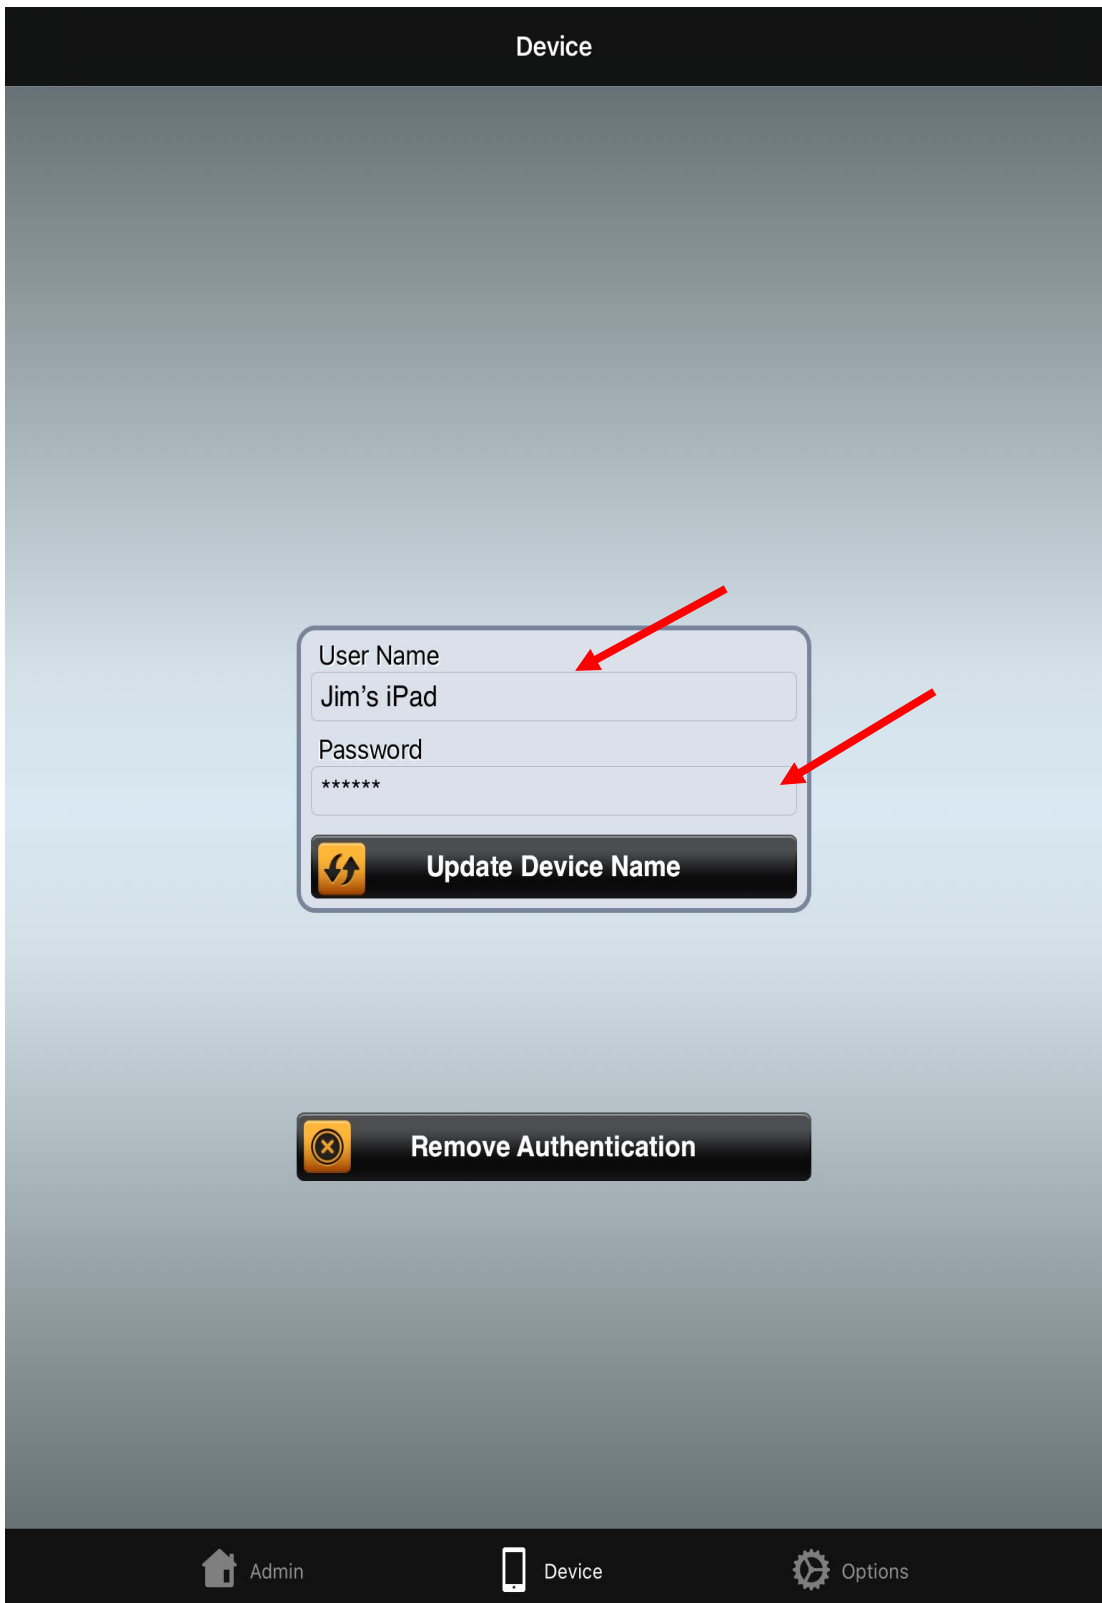 Device
User Name
Jim's iPad
Password
******
Update Device Name
Remove Authentication
Admin
Device
Options